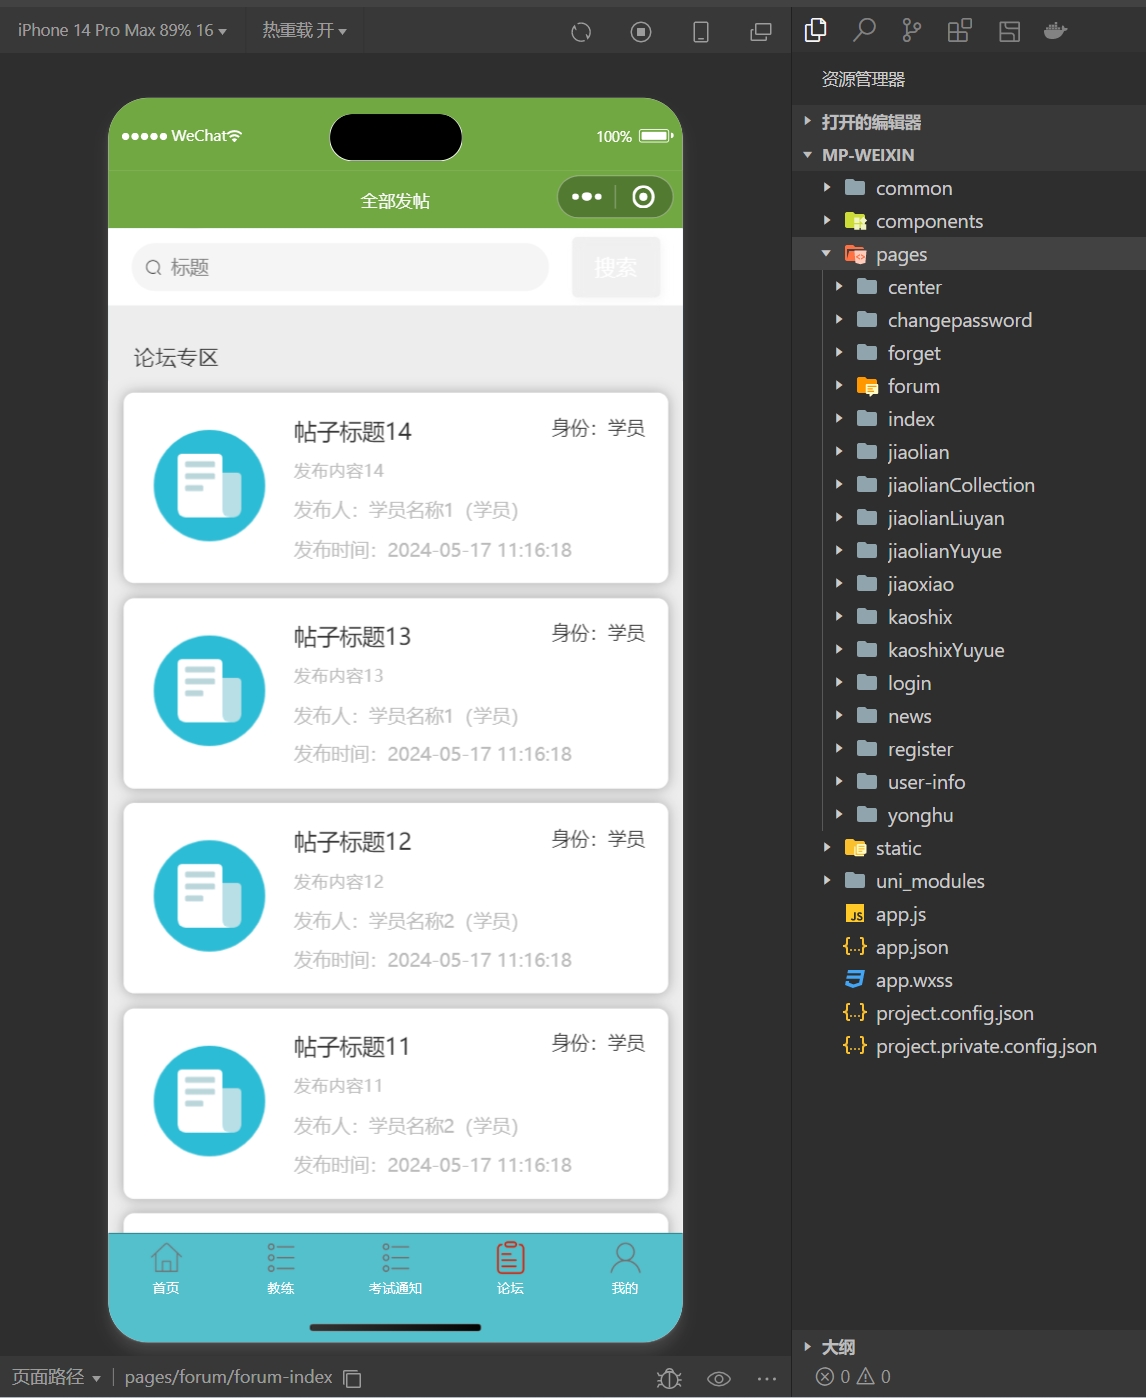 iPhone 14 Pro Max 89% 16
热重载 开
WeChat
100%
全部发帖
标题
搜索
论坛专区
帖子标题14
身份：学员
发布内容14
发布人：学员名称1（学员）
发布时间：2024-05-17 11:16:18
帖子标题13
身份：学员
发布内容13
发布人：学员名称1（学员）
发布时间：2024-05-17 11:16:18
帖子标题12
身份：学员
发布内容12
发布人：学员名称2（学员）
发布时间：2024-05-17 11:16:18
帖子标题11
身份：学员
发布内容11
发布人：学员名称2（学员）
发布时间：2024-05-17 11:16:18
首页
教练
考试通知
论坛
我的
页面路径
pages/forum/forum-index
资源管理器
打开的编辑器
MP-WEIXIN
common
components
pages
center
changepassword
forget
forum
index
jiaolian
jiaolianCollection
jiaolianLiuyan
jiaolianYuyue
jiaoxiao
kaoshix
kaoshixYuyue
login
news
register
user-info
yonghu
static
uni_modules
JS app.js
{..} app.json
app.wxss
{..} project.config.json
{..} project.private.config.json
大纲
0 0